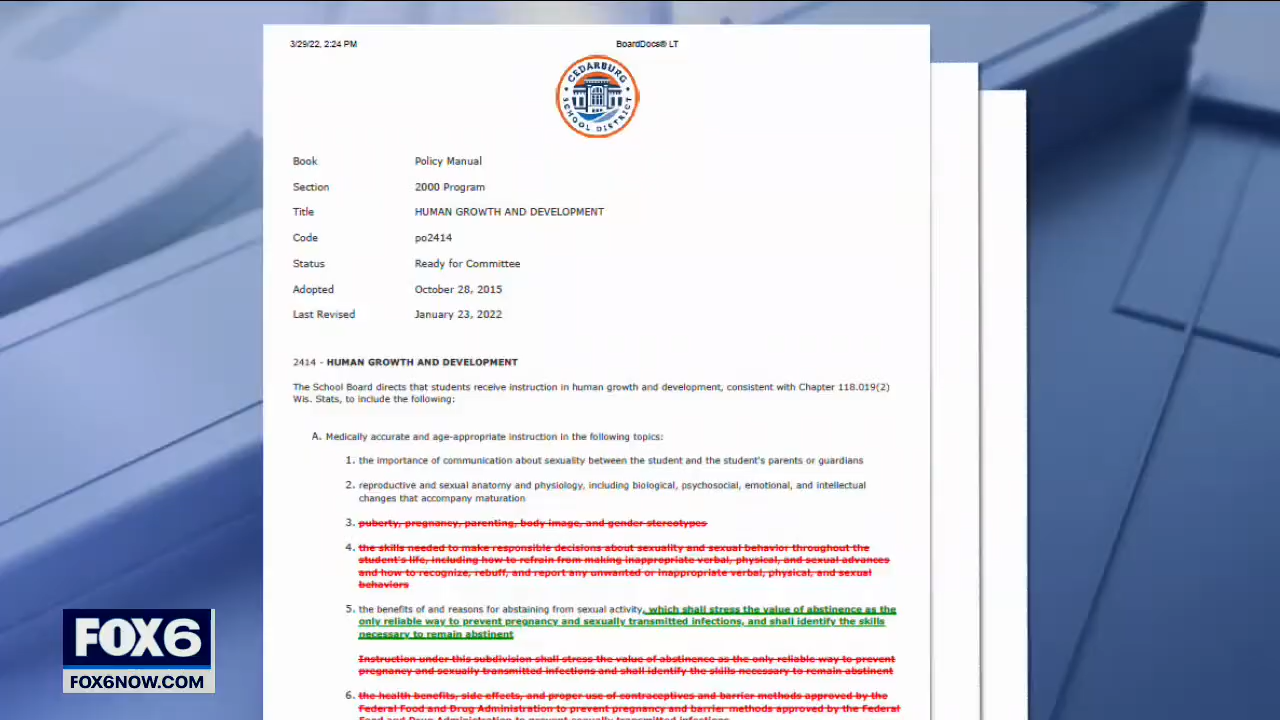 3/29/22, 2:24 PM
BoardDocs® LT
CEDARBURG
SCHOOL DISTRICT
Book Policy Manual
Section 2000 Program
Title HUMAN GROWTH AND DEVELOPMENT
Code po2414
Status Ready for Committee
Adopted October 28, 2015
Last Revised January 23, 2022
2414 - HUMAN GROWTH AND DEVELOPMENT
The School Board directs that students receive instruction in human growth and development, consistent with Chapter 118.019(2)
Wis. Stats, to include the following:
A. Medically accurate and age-appropriate instruction in the following topics:
1. the importance of communication about sexuality between the student and the student's parents or guardians
2. reproductive and sexual anatomy and physiology, including biological, psychosocial, emotional, and intellectual
changes that accompany maturation
3. puberty, pregnancy, parenting, body image, and gender stereotypes
4. the skills needed to make responsible decisions about sexuality and sexual behavior throughout the
student's life, including how to refrain from making inappropriate verbal, physical, and sexual advances
and how to recognize, rebuff, and report any unwanted or inappropriate verbal, physical, and sexual
behaviors
5. the benefits of and reasons for abstaining from sexual activity, which shall stress the value of abstinence as the
only reliable way to prevent pregnancy and sexually transmitted infections, and shall identify the skills
necessary to remain abstinent
Instruction under this subdivision shall stress the value of abstinence as the only reliable way to prevent
pregnancy and sexually transmitted infections and shall identify the skills necessary to remain abstinent
6. the health benefits, side effects, and proper use of contraceptives and barrier methods approved by the
Federal Food and Drug Administration to prevent pregnancy and barrier methods approved by the Federal
Food and Drug Administration to prevent sexually transmitted infections
FOX6
FOX6NOW.COM